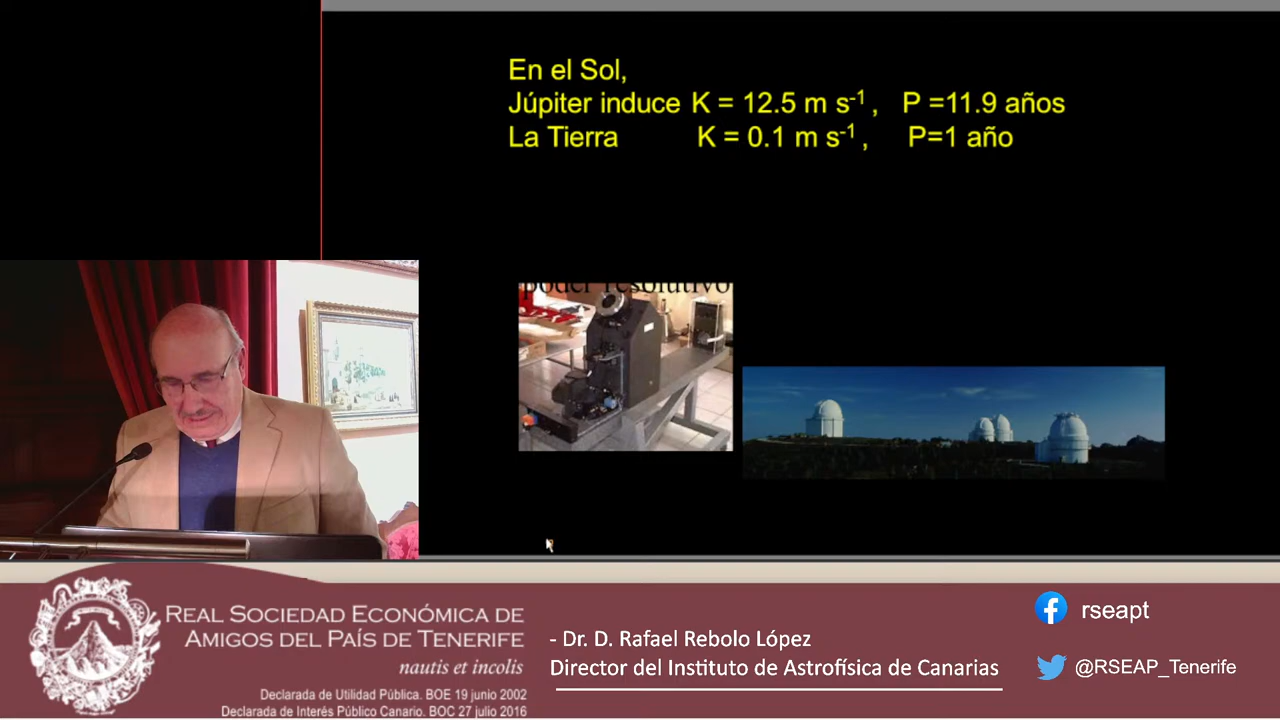 En el Sol,
Júpiter induce K = 12.5 m s⁻¹ , P =11.9 años
La Tierra K = 0.1 m s⁻¹ , P=1 año
poder resolutivo
REAL SOCIEDAD ECONÓMICA DE
AMIGOS DEL PAÍS DE TENERIFE
nautis et incolis
Declarada de Utilidad Pública. BOE 19 junio 2002
Declarada de Interés Público Canario. BOC 27 julio 2016
- Dr. D. Rafael Rebolo López
Director del Instituto de Astrofísica de Canarias
rseapt
@RSEAP_Tenerife